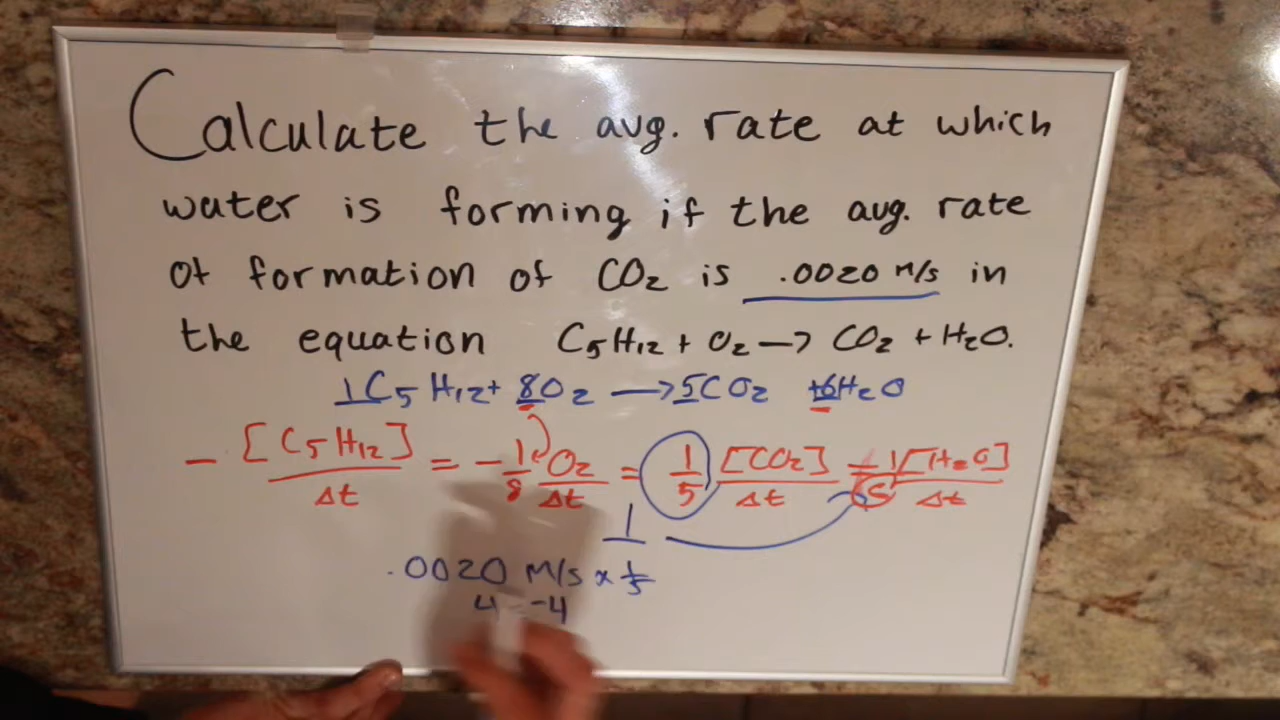 Calculate the avg. rate at which
water is forming if the avg. rate
of formation of CO₂ is .0020 M/s in
the equation C₅H₁₂ + O₂ → CO₂ + H₂O.
1C₅H₁₂ + 8O₂ → 5CO₂ + 6H₂O
- [C₅H₁₂]/Δt = - 1/8 O₂/Δt = 1/5 [CO₂]/Δt = 1/ [H₂O]/Δt
1
.0020 M/s x 1/5
4 -4